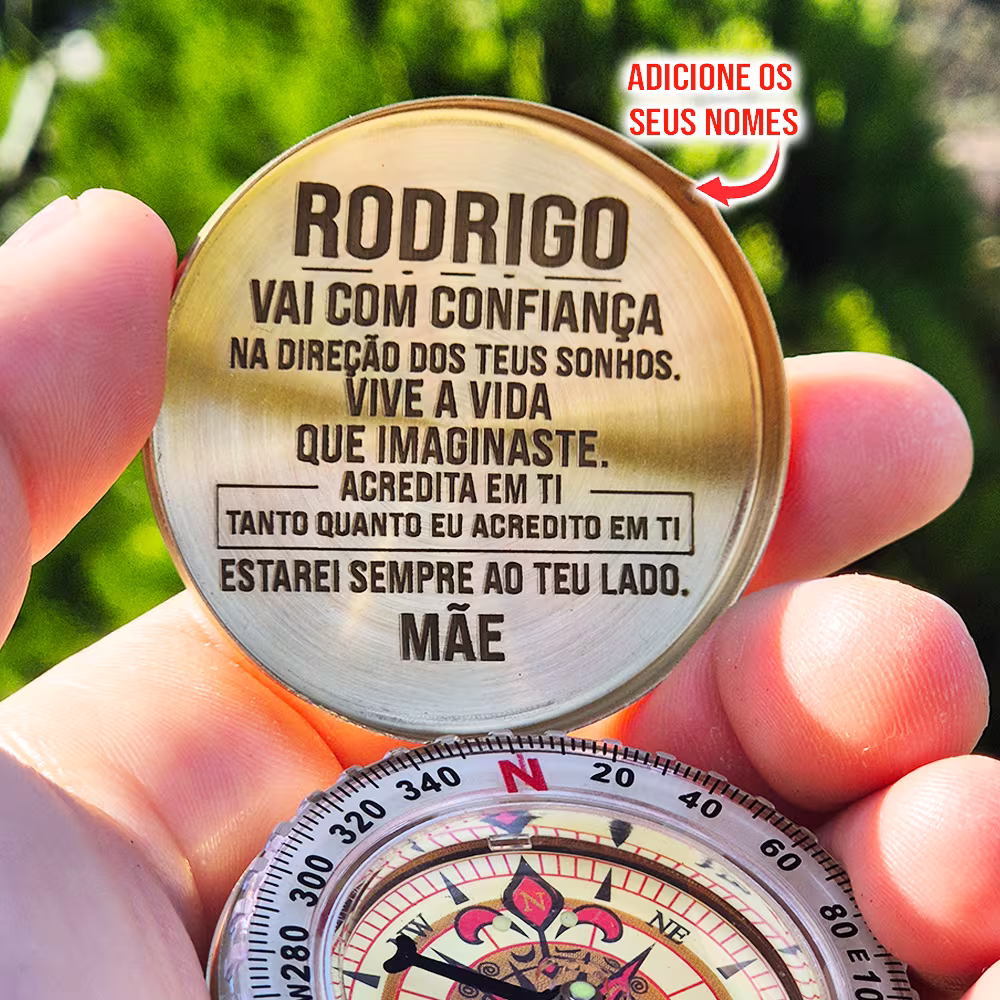 ADICIONE OS
SEUS NOMES
RODRIGO
VAI COM CONFIANÇA
NA DIREÇÃO DOS TEUS SONHOS.
VIVE A VIDA
QUE IMAGINASTE.
ACREDITA EM TI
TANTO QUANTO EU ACREDITO EM TI
ESTAREI SEMPRE AO TEU LADO.
MÃE
280 300 320 340 N 20 40 60 80 E 10
N
NW NE